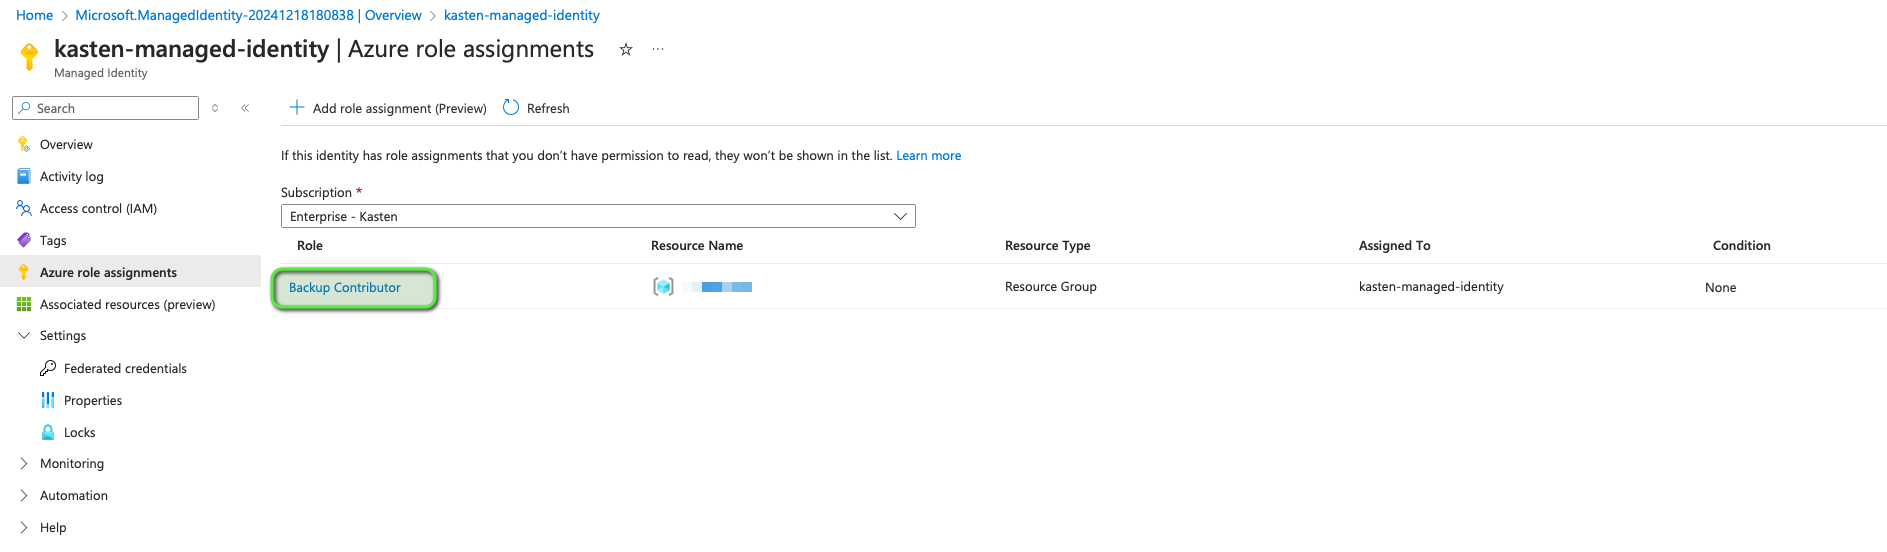 Home > Microsoft.ManagedIdentity-20241218180838 | Overview > kasten-managed-identity
kasten-managed-identity | Azure role assignments
Managed Identity
Search
Add role assignment (Preview) Refresh
Overview
Activity log
Access control (IAM)
Tags
Azure role assignments
Associated resources (preview)
Settings
Federated credentials
Properties
Locks
Monitoring
Automation
Help
If this identity has role assignments that you don't have permission to read, they won't be shown in the list. Learn more
Subscription *
Enterprise - Kasten
Role Resource Name Resource Type Assigned To Condition
Backup Contributor Resource Group kasten-managed-identity None